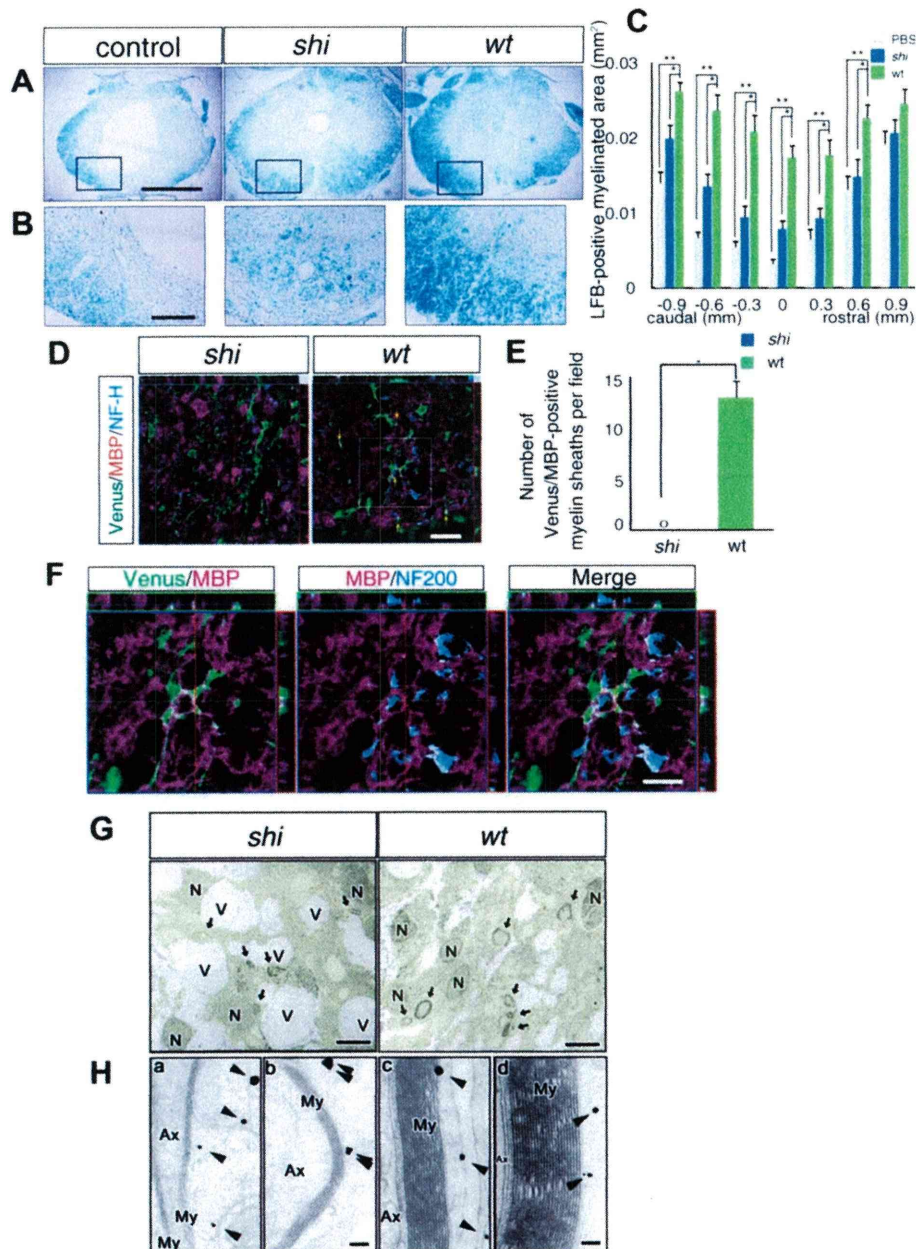 control shi wt
A
B
C
LFB-positive myelinated area (mm²)
PBS
shi
wt
0.03
0.02
0.01
0
** * ** * ** * ** * ** * ** *
-0.9 -0.6 -0.3 0 0.3 0.6 0.9
caudal (mm) rostral (mm)
D
shi wt
Venus/MBP/NF-H
E
shi
wt
Number of
Venus/MBP-positive
myelin sheaths per field
15
10
5
0
*
0
shi wt
F
Venus/MBP MBP/NF200 Merge
G
shi wt
N N V V N V V N V V N
N N N N N N
H
a b c d
Ax My My
My Ax
My Ax
My Ax